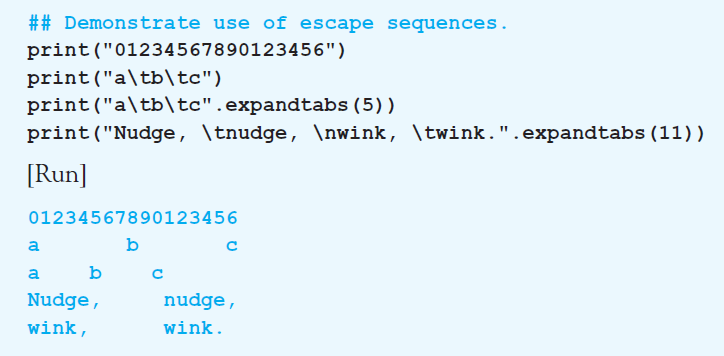 ## Demonstrate use of escape sequences.
print("01234567890123456")
print("a\tb\tc")
print("a\tb\tc".expandtabs(5))
print("Nudge, \tnudge, \nwink, \twink.".expandtabs(11))
[Run]
01234567890123456
a       b       c
a    b    c
Nudge,     nudge,
wink,      wink.